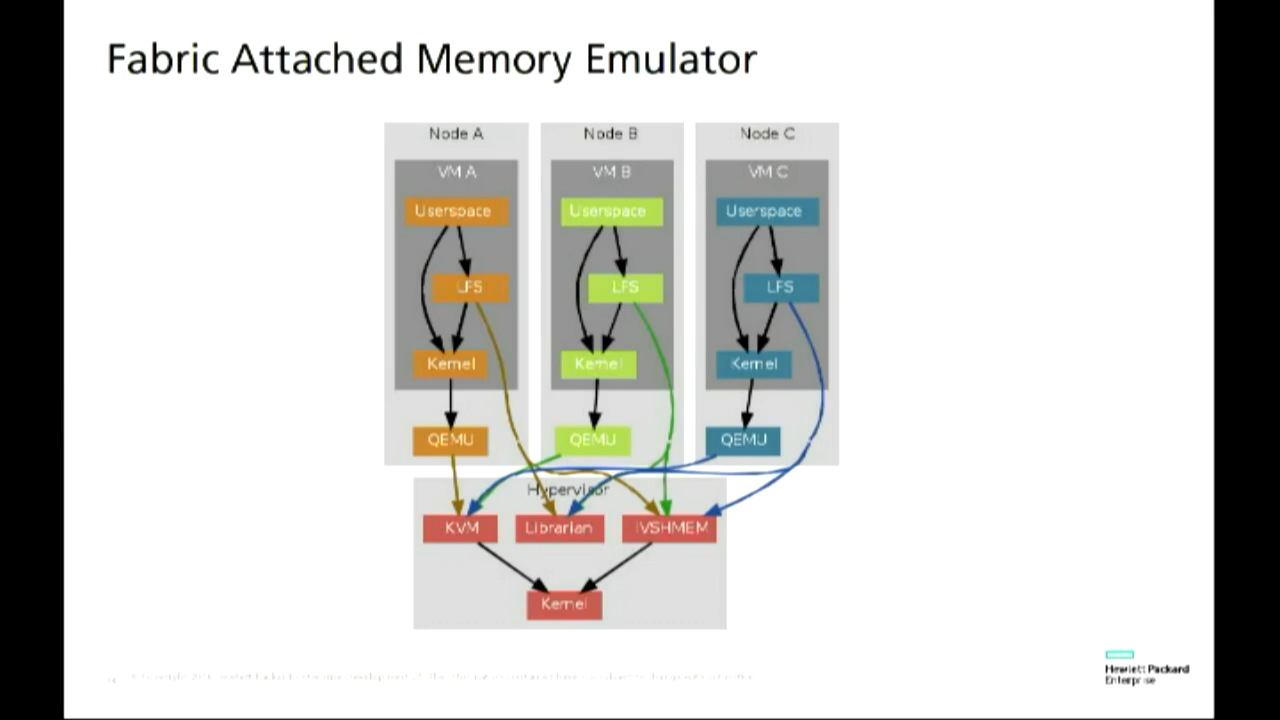 Fabric Attached Memory Emulator
Node A
Node B
Node C
VM A
VM B
VM C
Userspace
Userspace
Userspace
LFS
LFS
LFS
Kernel
Kernel
Kernel
QEMU
QEMU
QEMU
Hypervisor
KVM
Librarian
IVSHMEM
Kernel
Hewlett Packard
Enterprise